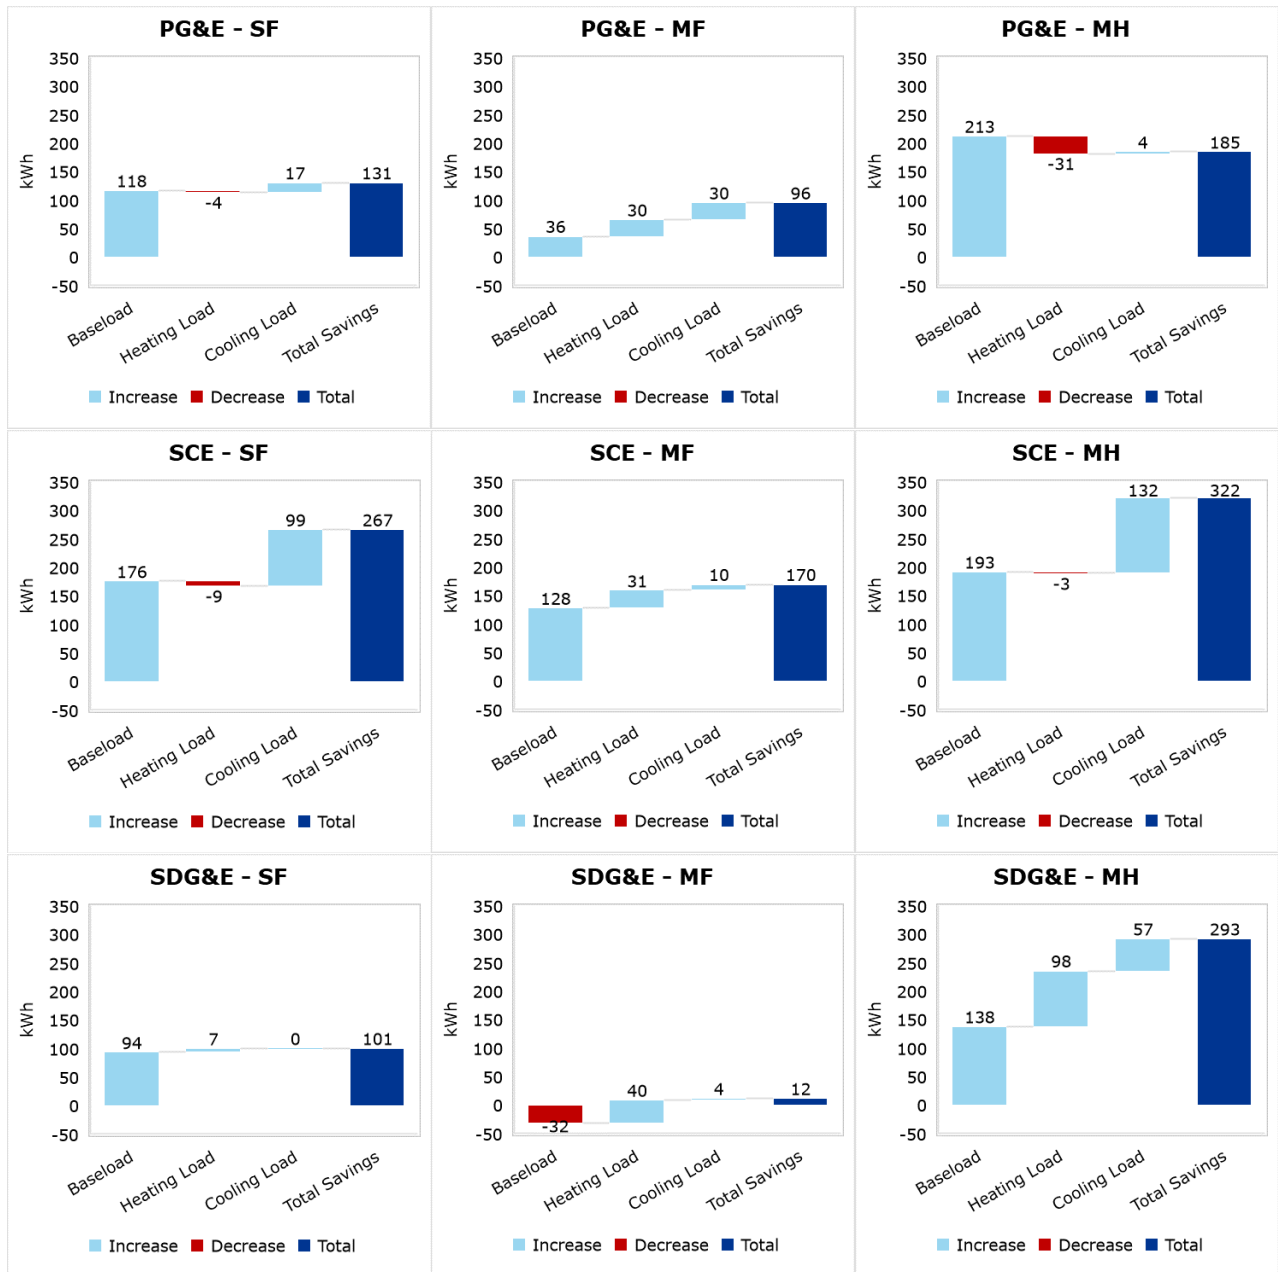 PG&E - SF
350
300
250
200
150
100
50
0
-50
kWh
118
-4
17
131
Baseload
Heating Load
Cooling Load
Total Savings
Increase Decrease Total
PG&E - MF
350
300
250
200
150
100
50
0
-50
kWh
36
30
30
96
Baseload
Heating Load
Cooling Load
Total Savings
Increase Decrease Total
PG&E - MH
350
300
250
200
150
100
50
0
-50
kWh
213
-31
4
185
Baseload
Heating Load
Cooling Load
Total Savings
Increase Decrease Total
SCE - SF
350
300
250
200
150
100
50
0
-50
kWh
176
-9
99
267
Baseload
Heating Load
Cooling Load
Total Savings
Increase Decrease Total
SCE - MF
350
300
250
200
150
100
50
0
-50
kWh
128
31
10
170
Baseload
Heating Load
Cooling Load
Total Savings
Increase Decrease Total
SCE - MH
350
300
250
200
150
100
50
0
-50
kWh
193
-3
132
322
Baseload
Heating Load
Cooling Load
Total Savings
Increase Decrease Total
SDG&E - SF
350
300
250
200
150
100
50
0
-50
kWh
94
7
0
101
Baseload
Heating Load
Cooling Load
Total Savings
Increase Decrease Total
SDG&E - MF
350
300
250
200
150
100
50
0
-50
kWh
-32
40
4
12
Baseload
Heating Load
Cooling Load
Total Savings
Increase Decrease Total
SDG&E - MH
350
300
250
200
150
100
50
0
-50
kWh
138
98
57
293
Baseload
Heating Load
Cooling Load
Total Savings
Increase Decrease Total